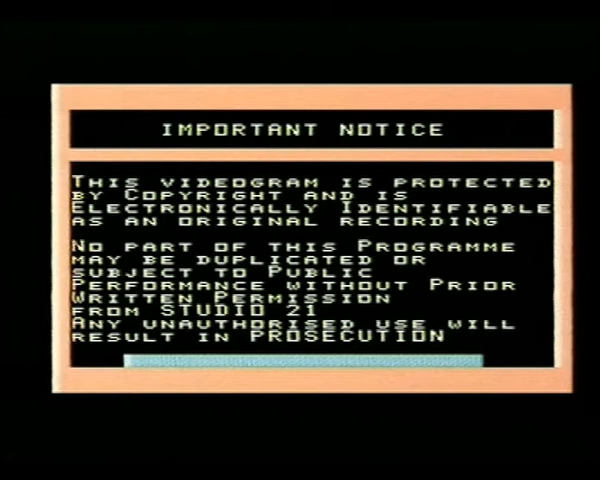 IMPORTANT NOTICE
This videogram is protected
by Copyright and is
Electronically Identifiable
as an original recording
No part of this Programme
may be duplicated or
subject to Public
Performance without Prior
Written Permission
from STUDIO 21
Any unauthorised use will
result in PROSECUTION